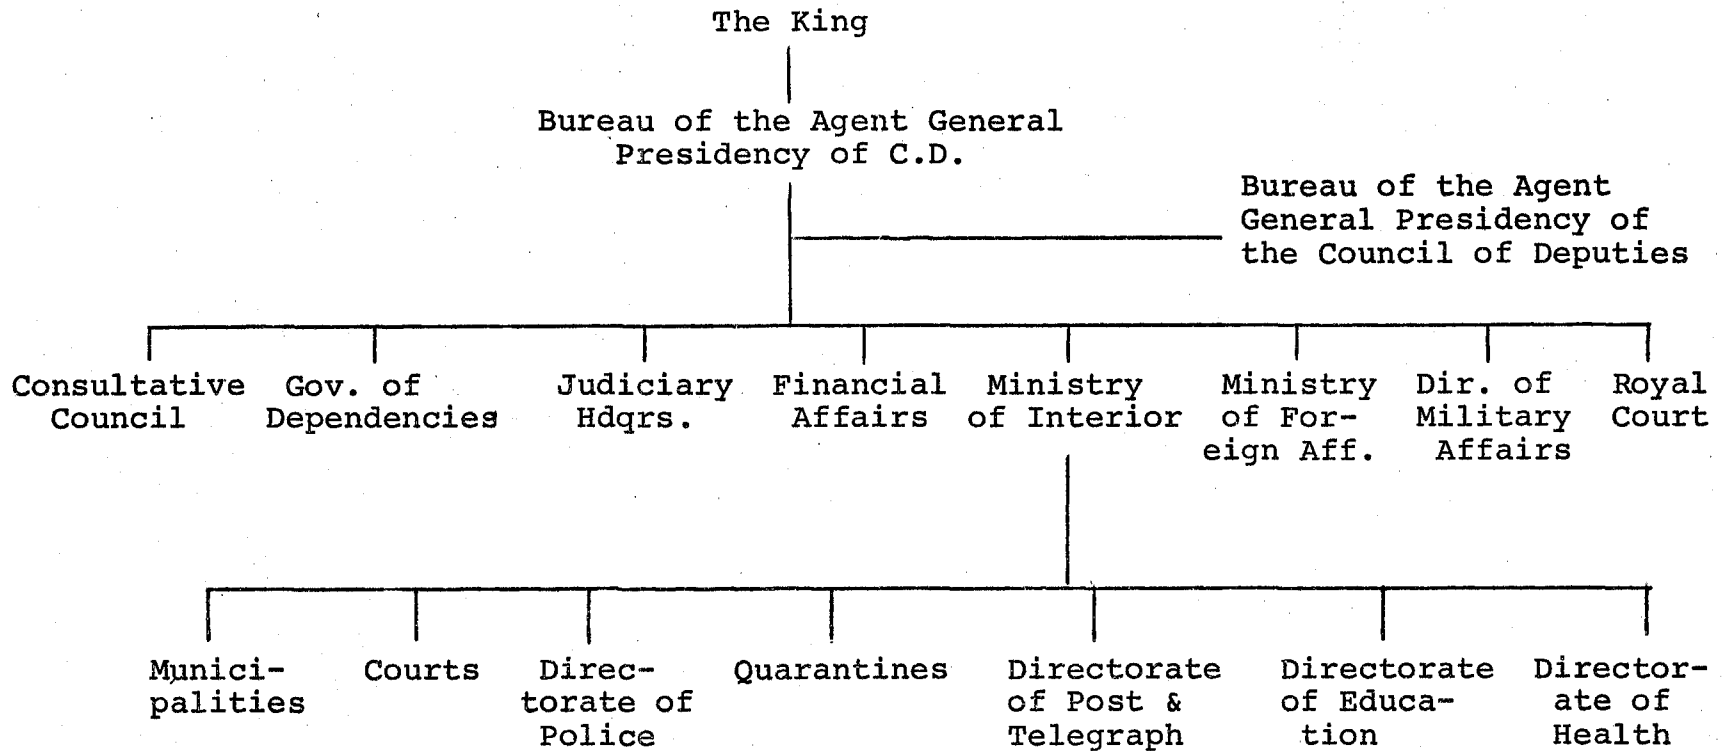 The King
Bureau of the Agent General
Presidency of C.D.
Bureau of the Agent
General Presidency of
the Council of Deputies
Consultative
Council
Gov. of
Dependencies
Judiciary
Hdqrs.
Financial
Affairs
Ministry
of Interior
Ministry
of For-
eign Aff.
Dir. of
Military
Affairs
Royal
Court
Munici-
palities
Courts
Direc-
torate of
Police
Quarantines
Directorate
of Post &
Telegraph
Directorate
of Educa-
tion
Director-
ate of
Health